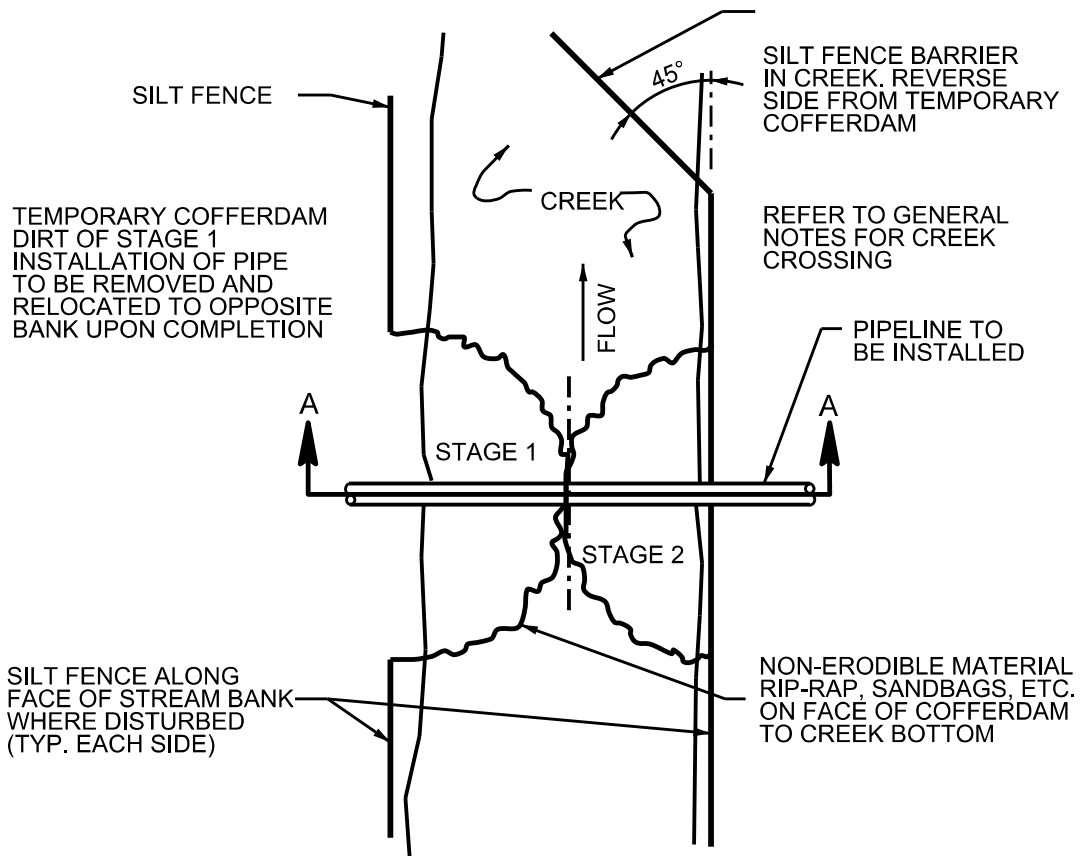 SILT FENCE BARRIER
IN CREEK. REVERSE
SIDE FROM TEMPORARY
COFFERDAM
45°
SILT FENCE
CREEK
TEMPORARY COFFERDAM
DIRT OF STAGE 1
INSTALLATION OF PIPE
TO BE REMOVED AND
RELOCATED TO OPPOSITE
BANK UPON COMPLETION
REFER TO GENERAL
NOTES FOR CREEK
CROSSING
FLOW
PIPELINE TO
BE INSTALLED
A
A
STAGE 1
STAGE 2
SILT FENCE ALONG
FACE OF STREAM BANK
WHERE DISTURBED
(TYP. EACH SIDE)
NON-ERODIBLE MATERIAL
RIP-RAP, SANDBAGS, ETC.
ON FACE OF COFFERDAM
TO CREEK BOTTOM